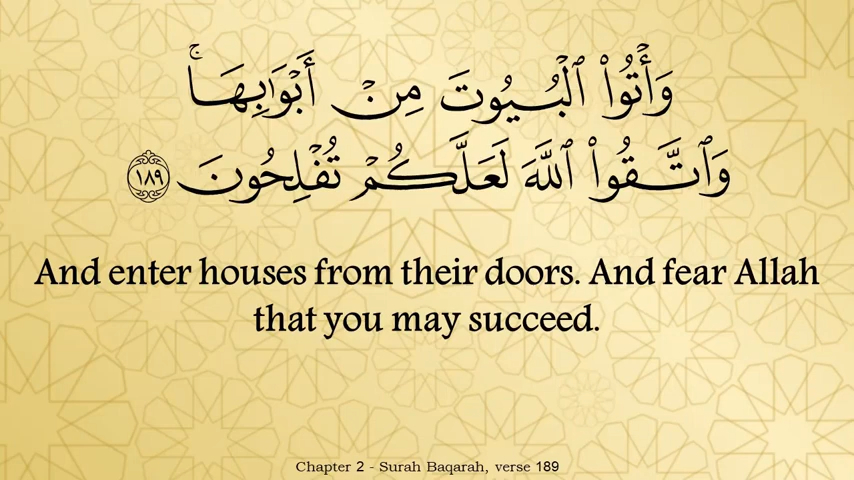 وَأْتُوا۟ ٱلْبُيُوتَ مِنْ أَبْوَٰبِهَا ۚ
وَٱتَّقُوا۟ ٱللَّهَ لَعَلَّكُمْ تُفْلِحُونَ ١٨٩
And enter houses from their doors. And fear Allah
that you may succeed.
Chapter 2 - Surah Baqarah, verse 189